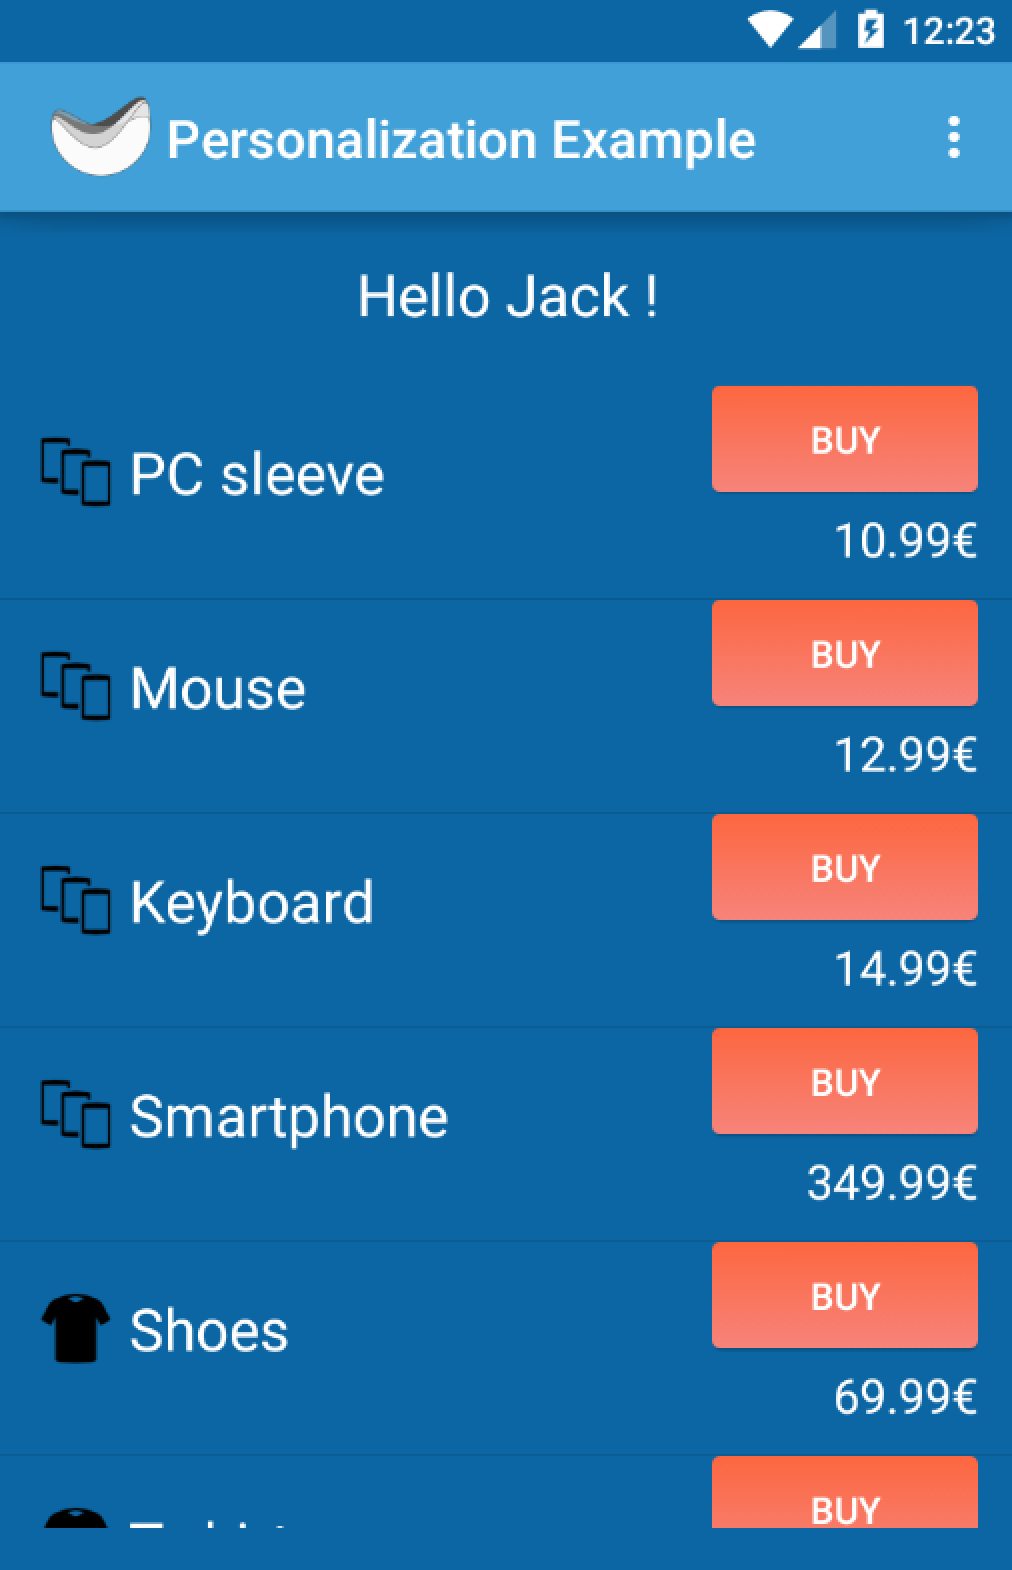 12:23
Personalization Example
Hello Jack !
BUY
PC sleeve
10.99€
BUY
Mouse
12.99€
BUY
Keyboard
14.99€
BUY
Smartphone
349.99€
BUY
Shoes
69.99€
BUY